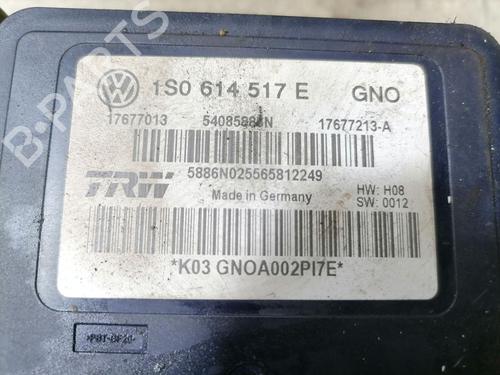 1S0 614 517 E GNO
17677013 54085886N 17677213-A
TRW 5886N025565812249
Made in Germany
HW: H08
SW: 0012
*K03 GNOA002PI7E*
>PBT-GF20<
B-PARTS